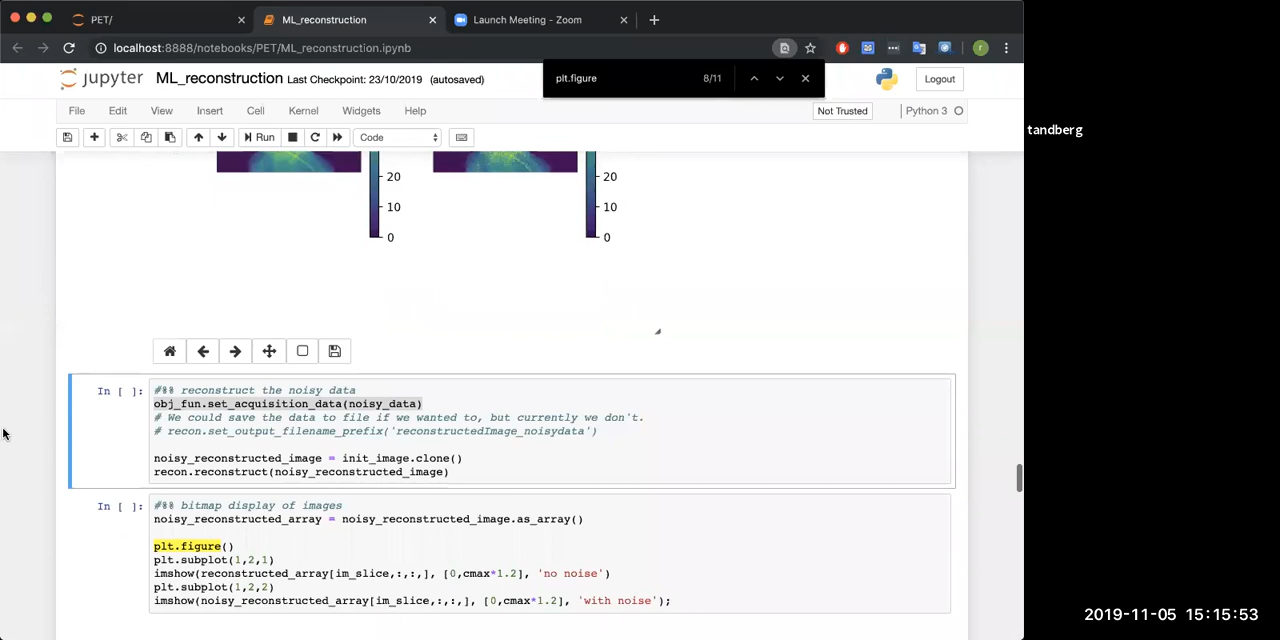 PET/
ML_reconstruction
Launch Meeting - Zoom
localhost:8888/notebooks/PET/ML_reconstruction.ipynb
r
jupyter ML_reconstruction Last Checkpoint: 23/10/2019 (autosaved)
plt.figure 8/11
Logout
File Edit View Insert Cell Kernel Widgets Help
Not Trusted
Python 3
Run
Code
tandberg
20
10
0
20
10
0
In [ ]:
#%% reconstruct the noisy data
obj_fun.set_acquisition_data(noisy_data)
# We could save the data to file if we wanted to, but currently we don't.
# recon.set_output_filename_prefix('reconstructedImage_noisydata')
noisy_reconstructed_image = init_image.clone()
recon.reconstruct(noisy_reconstructed_image)
In [ ]:
#%% bitmap display of images
noisy_reconstructed_array = noisy_reconstructed_image.as_array()
plt.figure()
plt.subplot(1,2,1)
imshow(reconstructed_array[im_slice,:,:,], [0,cmax*1.2], 'no noise')
plt.subplot(1,2,2)
imshow(noisy_reconstructed_array[im_slice,:,:,], [0,cmax*1.2], 'with noise');
2019-11-05 15:15:53